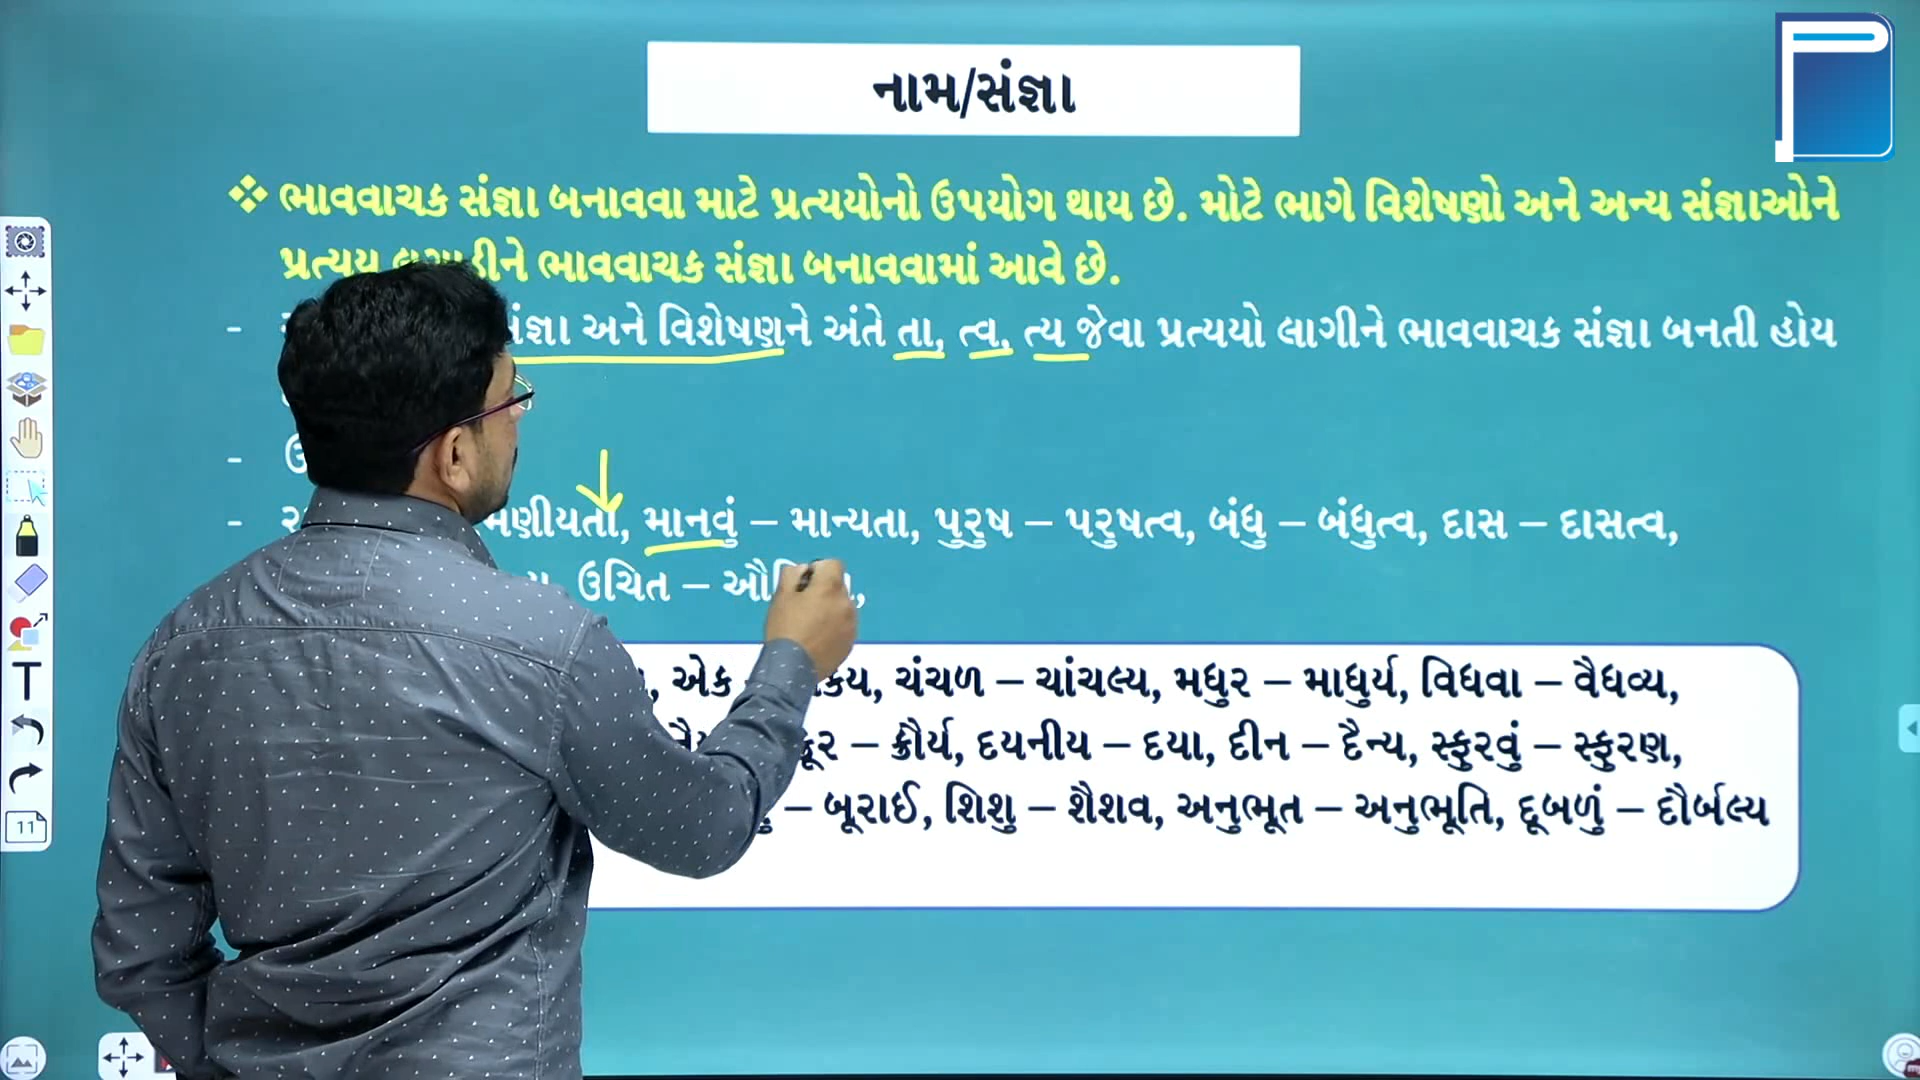 નામ/સંજ્ઞા
❖ ભાવવાચક સંજ્ઞા બનાવવા માટે પ્રત્યયોનો ઉપયોગ થાય છે. મોટે ભાગે વિશેષણો અને અન્ય સંજ્ઞાઓને
પ્રત્યય ભાવવાચક સંજ્ઞા બનાવવામાં આવે છે.
- અને વિશેષણને અંતે તા, ત્વ, ત્ય જેવા પ્રત્યયો લાગીને ભાવવાચક સંજ્ઞા બનતી હોય
-
- માનવું – માન્યતા, પુરુષ – પરુષત્વ, બંધુ – બંધુત્વ, દાસ – દાસત્વ,
ઉચિત –
એક ચંચળ – ચાંચલ્ય, મધુર – માધુર્ય, વિધવા – વૈધવ્ય,
– ક્રૌર્ય, દયનીય – દયા, દીન – દૈન્ય, સ્ફુરવું – સ્ફુરણ,
– બૂરાઈ, શિશુ – શૈશવ, અનુભૂત – અનુભૂતિ, દૂબળું – દૌર્બલ્ય
T
11